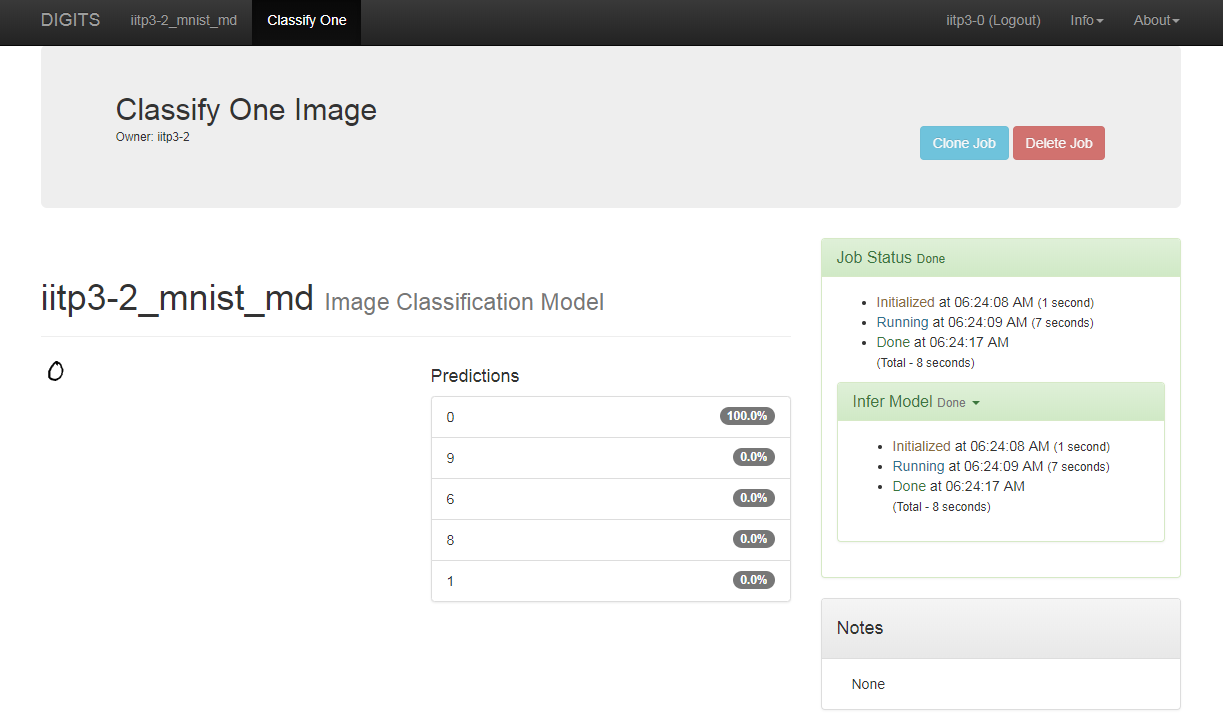 DIGITS iitp3-2_mnist_md Classify One iitp3-0 (Logout) Info About
Classify One Image
Owner: iitp3-2
Clone Job Delete Job
iitp3-2_mnist_md Image Classification Model
0
Predictions
0 100.0%
9 0.0%
6 0.0%
8 0.0%
1 0.0%
Job Status Done
Initialized at 06:24:08 AM (1 second)
Running at 06:24:09 AM (7 seconds)
Done at 06:24:17 AM
(Total - 8 seconds)
Infer Model Done
Initialized at 06:24:08 AM (1 second)
Running at 06:24:09 AM (7 seconds)
Done at 06:24:17 AM
(Total - 8 seconds)
Notes
None